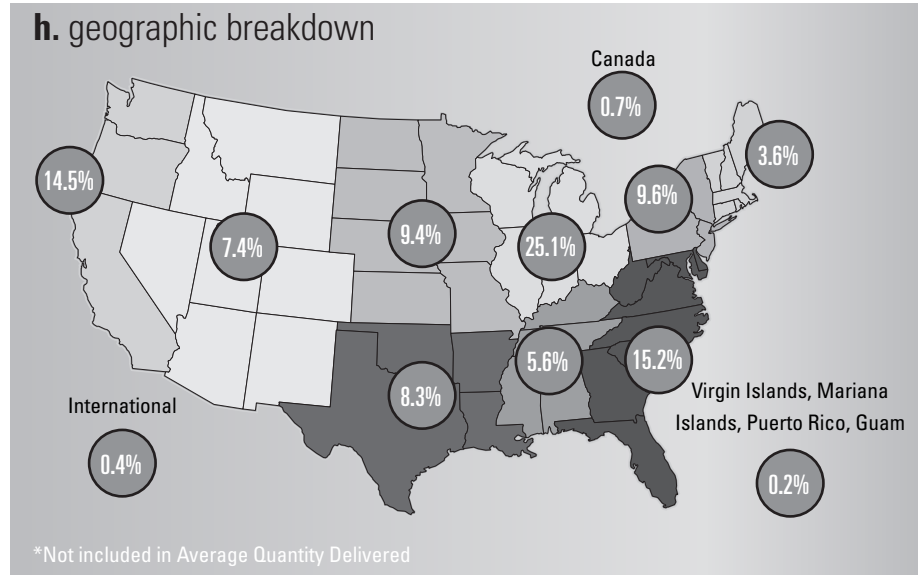 h. geographic breakdown
Canada
0.7%
3.6%
14.5%
9.6%
7.4%
9.4%
25.1%
5.6%
15.2%
8.3%
Virgin Islands, Mariana
Islands, Puerto Rico, Guam
0.2%
International
0.4%
*Not included in Average Quantity Delivered